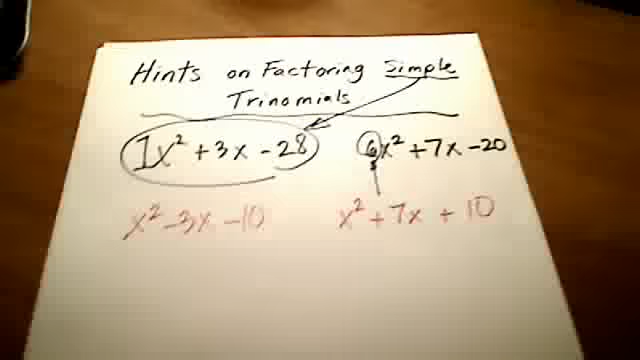 Hints on Factoring Simple
Trinomials
1x² + 3x - 28 6x² + 7x - 20
x² - 3x - 10 x² + 7x + 10